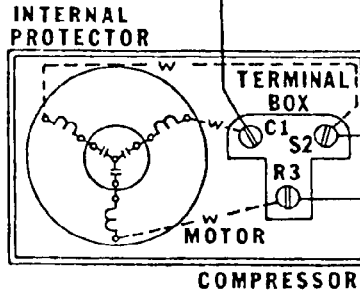 INTERNAL
PROTECTOR
W
TERMINAL
BOX
C1
W
S2
R3
W
MOTOR
COMPRESSOR